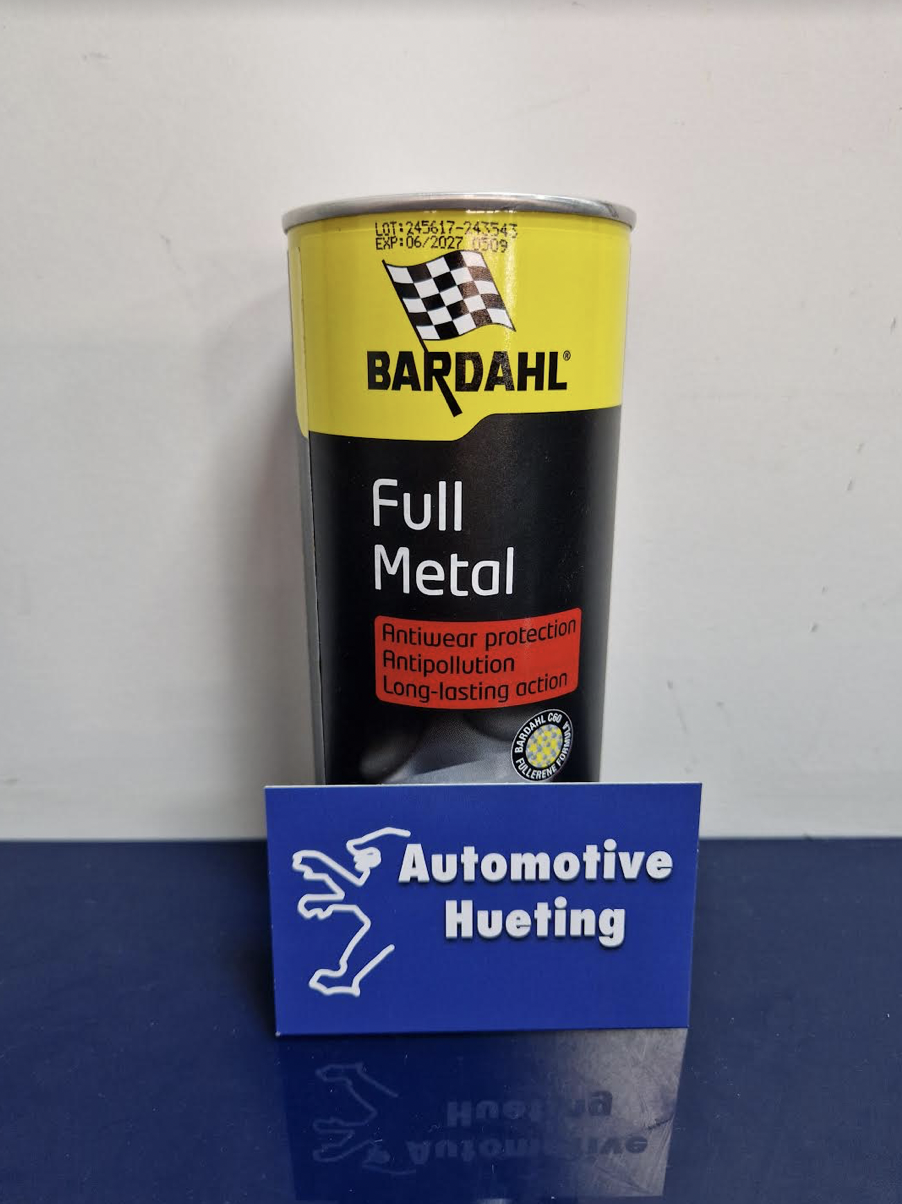 LOT:245617-243543
EXP:06/2027 0509
BARDAHL®
Full
Metal
Antiwear protection
Antipollution
Long-lasting action
BARDAHL C60
FULLERENE FORMULA
Automotive
Hueting